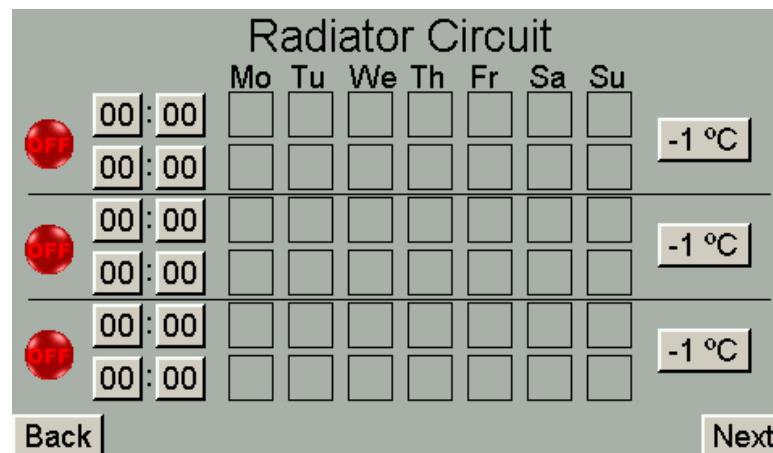 Radiator Circuit
Mo Tu We Th Fr Sa Su
00 : 00
OFF
-1 ºC
00 : 00
00 : 00
OFF
-1 ºC
00 : 00
00 : 00
OFF
-1 ºC
00 : 00
Back Next